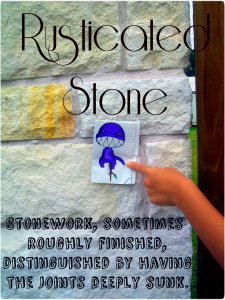 Rusticated
Stone
STONEWORK, SOMETIMES
ROUGHLY FINISHED,
DISTINGUISHED BY HAVING
THE JOINTS DEEPLY SUNK.